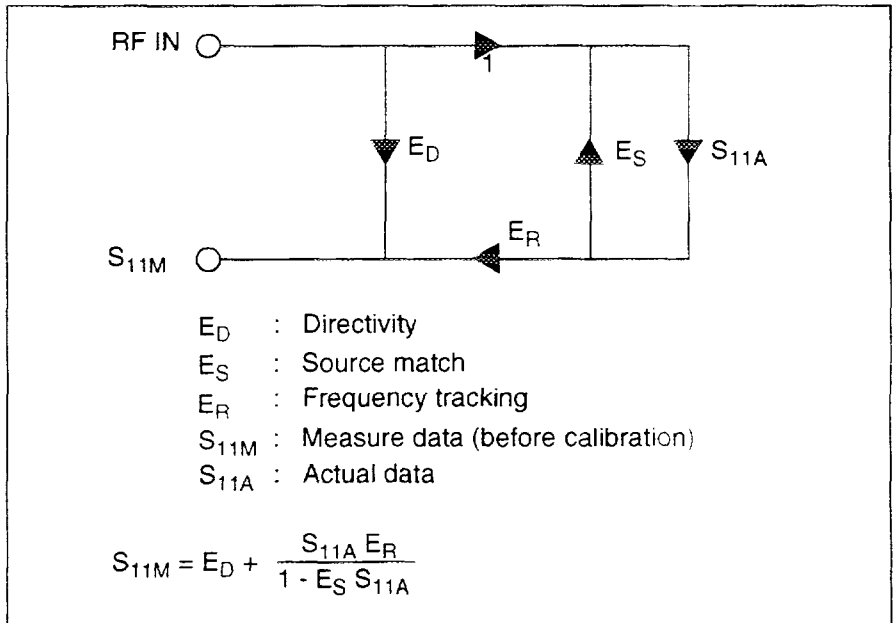 RF IN
1
E_D
E_S
S_11A
E_R
S_11M
E_D : Directivity
E_S : Source match
E_R : Frequency tracking
S_11M : Measure data (before calibration)
S_11A : Actual data
S_11M = E_D + S_11A E_R
1 - E_S S_11A